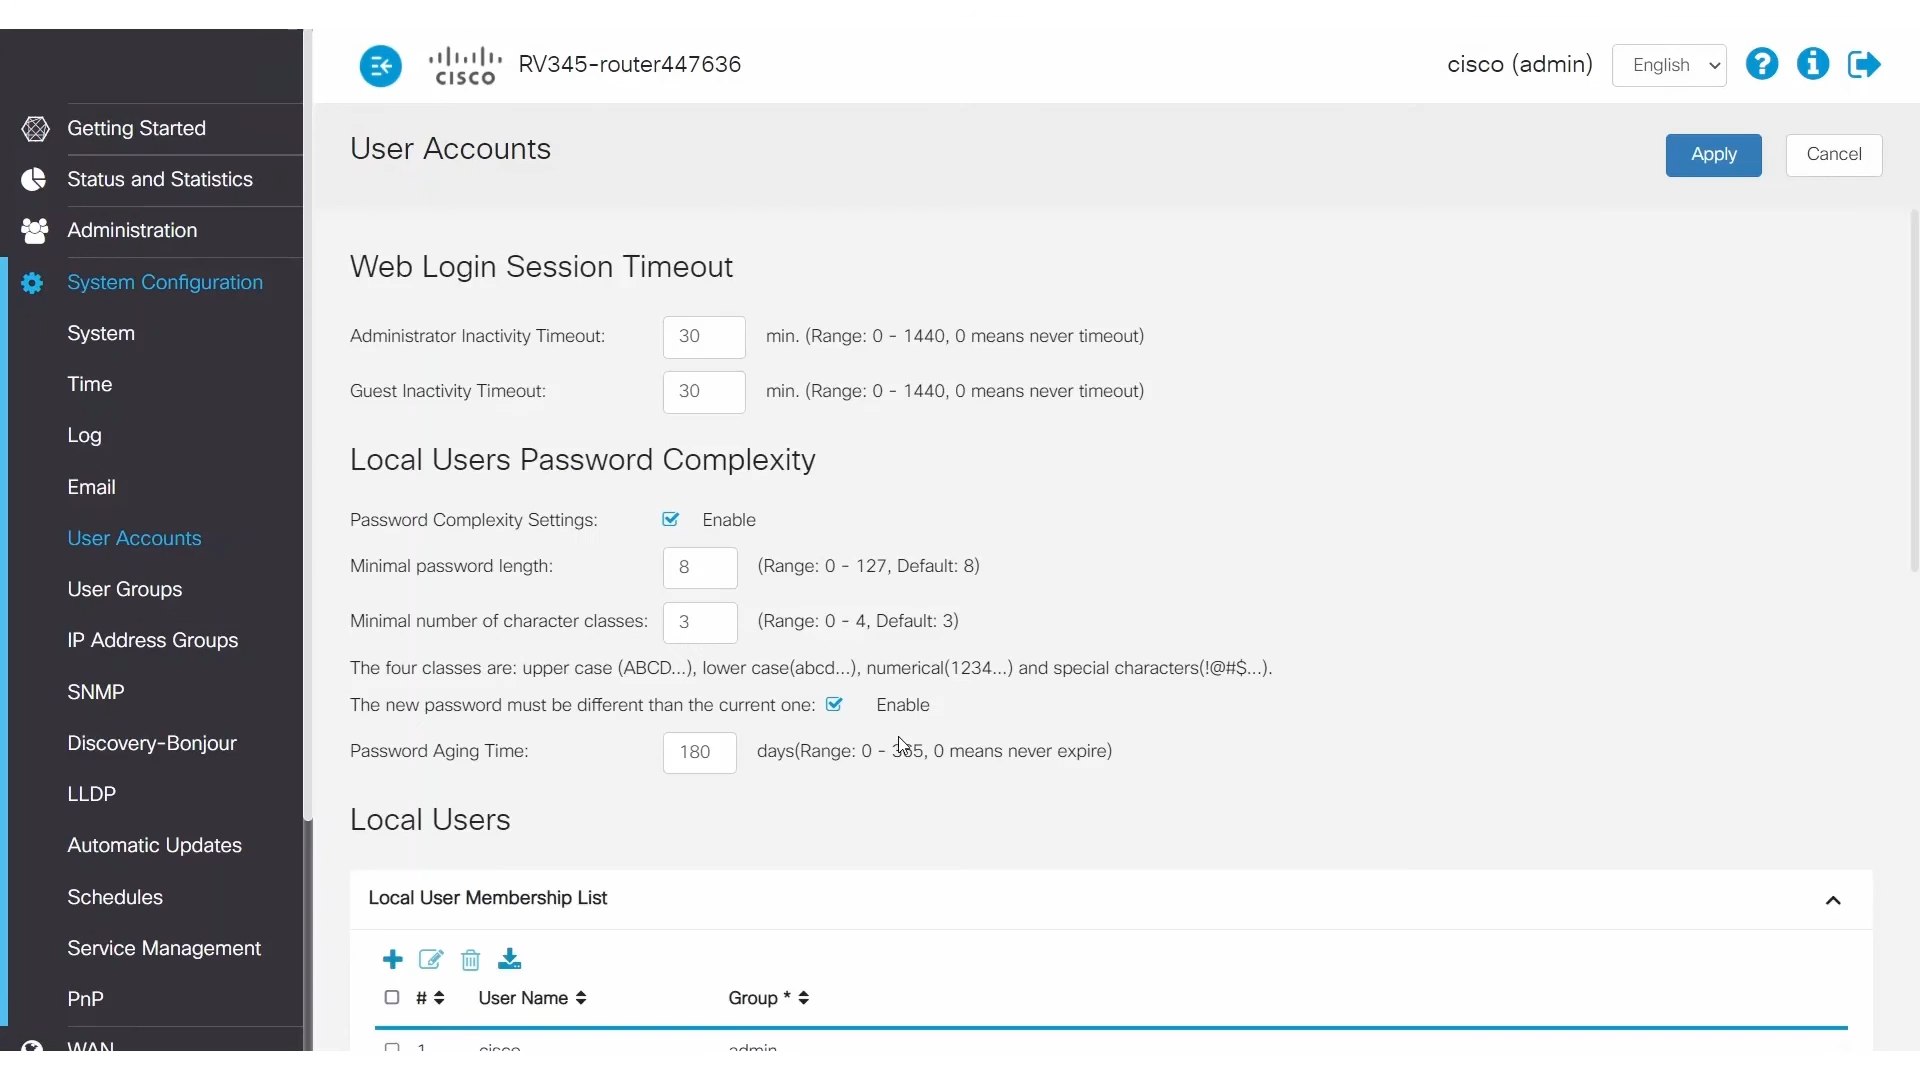 CISCO
RV345-router447636
cisco (admin)
English
Getting Started
Status and Statistics
Administration
System Configuration
System
Time
Log
Email
User Accounts
User Groups
IP Address Groups
SNMP
Discovery-Bonjour
LLDP
Automatic Updates
Schedules
Service Management
PnP
WAN
User Accounts
Apply
Cancel
Web Login Session Timeout
Administrator Inactivity Timeout: 30 min. (Range: 0 - 1440, 0 means never timeout)
Guest Inactivity Timeout: 30 min. (Range: 0 - 1440, 0 means never timeout)
Local Users Password Complexity
Password Complexity Settings: Enable
Minimal password length: 8 (Range: 0 - 127, Default: 8)
Minimal number of character classes: 3 (Range: 0 - 4, Default: 3)
The four classes are: upper case (ABCD...), lower case(abcd...), numerical(1234...) and special characters(!@#$...).
The new password must be different than the current one: Enable
Password Aging Time: 180 days(Range: 0 - 365, 0 means never expire)
Local Users
Local User Membership List
# User Name Group *
1 cisco admin